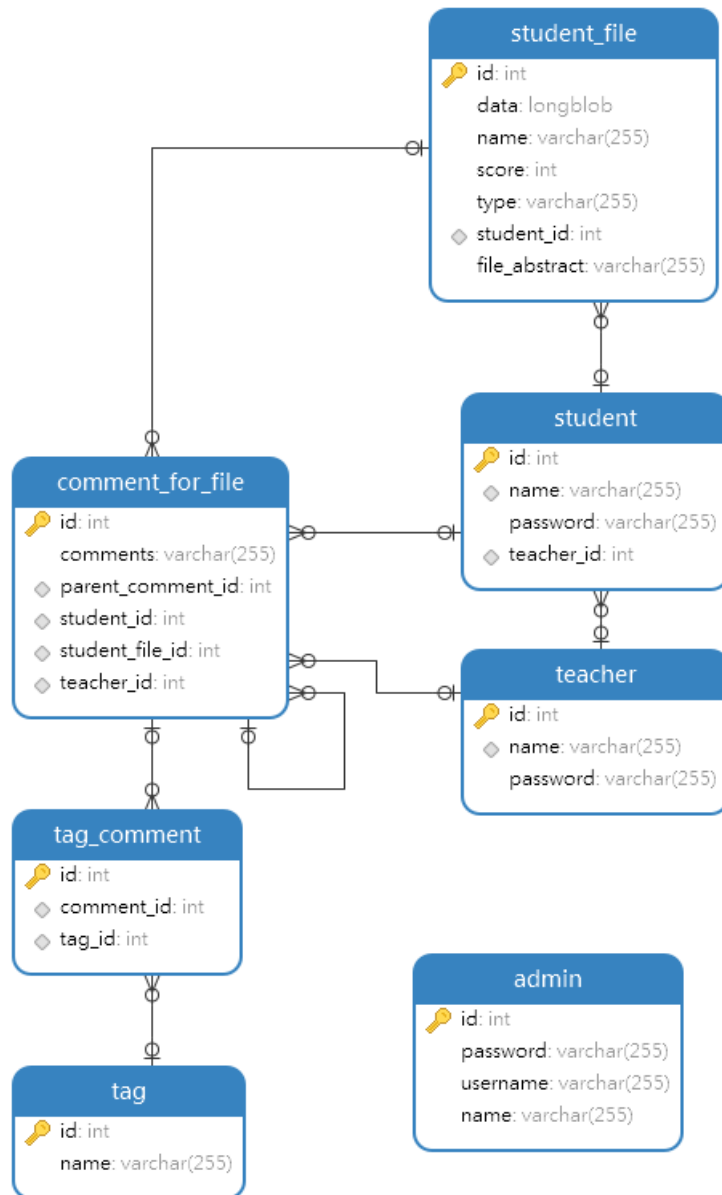 student_file
id: int
data: longblob
name: varchar(255)
score: int
type: varchar(255)
student_id: int
file_abstract: varchar(255)
student
id: int
name: varchar(255)
password: varchar(255)
teacher_id: int
comment_for_file
id: int
comments: varchar(255)
parent_comment_id: int
student_id: int
student_file_id: int
teacher_id: int
teacher
id: int
name: varchar(255)
password: varchar(255)
tag_comment
id: int
comment_id: int
tag_id: int
admin
id: int
password: varchar(255)
username: varchar(255)
name: varchar(255)
tag
id: int
name: varchar(255)